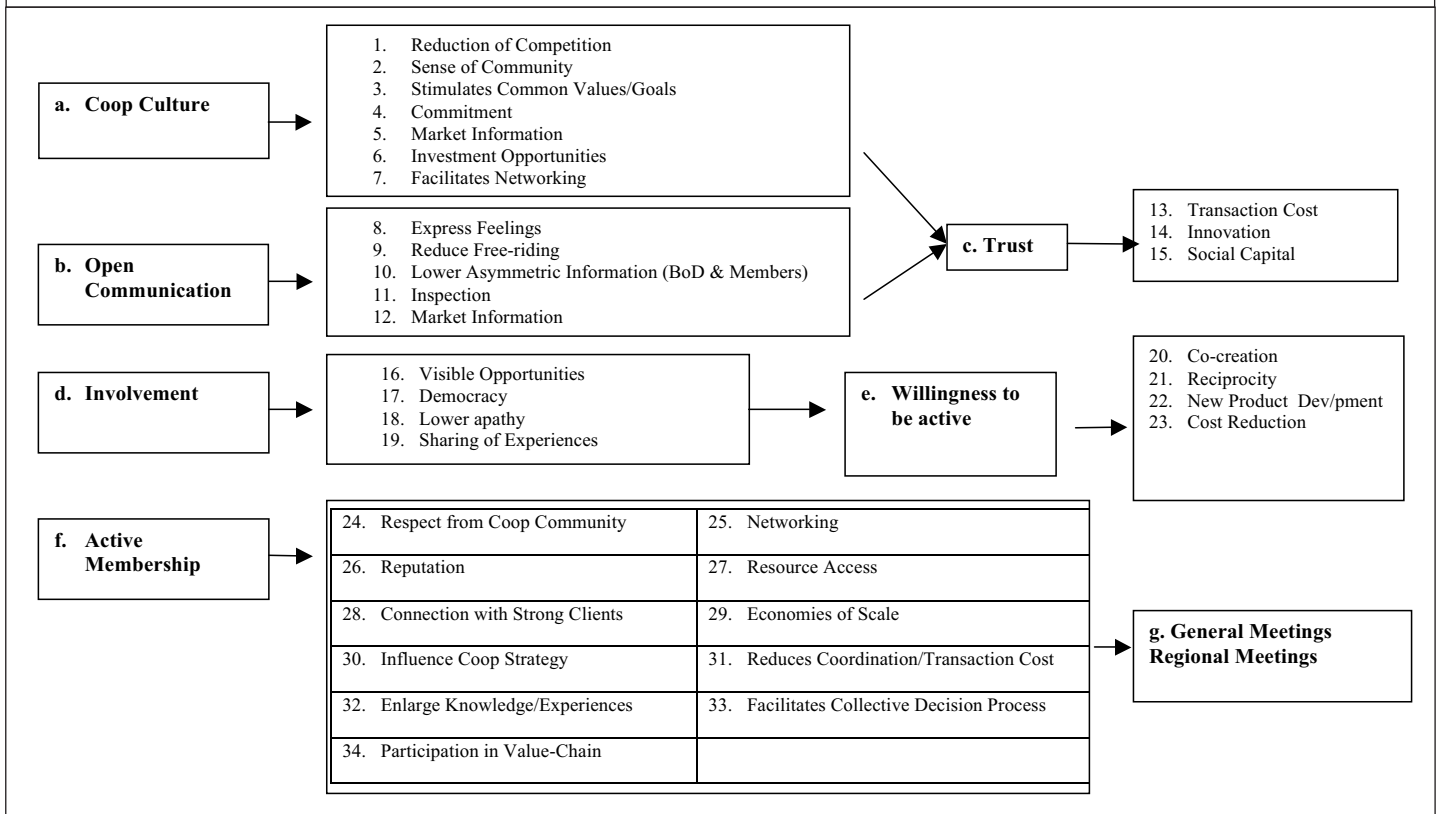 a. Coop Culture
1. Reduction of Competition
2. Sense of Community
3. Stimulates Common Values/Goals
4. Commitment
5. Market Information
6. Investment Opportunities
7. Facilitates Networking
b. Open
Communication
8. Express Feelings
9. Reduce Free-riding
10. Lower Asymmetric Information (BoD & Members)
11. Inspection
12. Market Information
c. Trust
13. Transaction Cost
14. Innovation
15. Social Capital
d. Involvement
16. Visible Opportunities
17. Democracy
18. Lower apathy
19. Sharing of Experiences
e. Willingness to
be active
20. Co-creation
21. Reciprocity
22. New Product Dev/pment
23. Cost Reduction
f. Active
Membership
24. Respect from Coop Community
25. Networking
26. Reputation
27. Resource Access
28. Connection with Strong Clients
29. Economies of Scale
30. Influence Coop Strategy
31. Reduces Coordination/Transaction Cost
32. Enlarge Knowledge/Experiences
33. Facilitates Collective Decision Process
34. Participation in Value-Chain
g. General Meetings
Regional Meetings